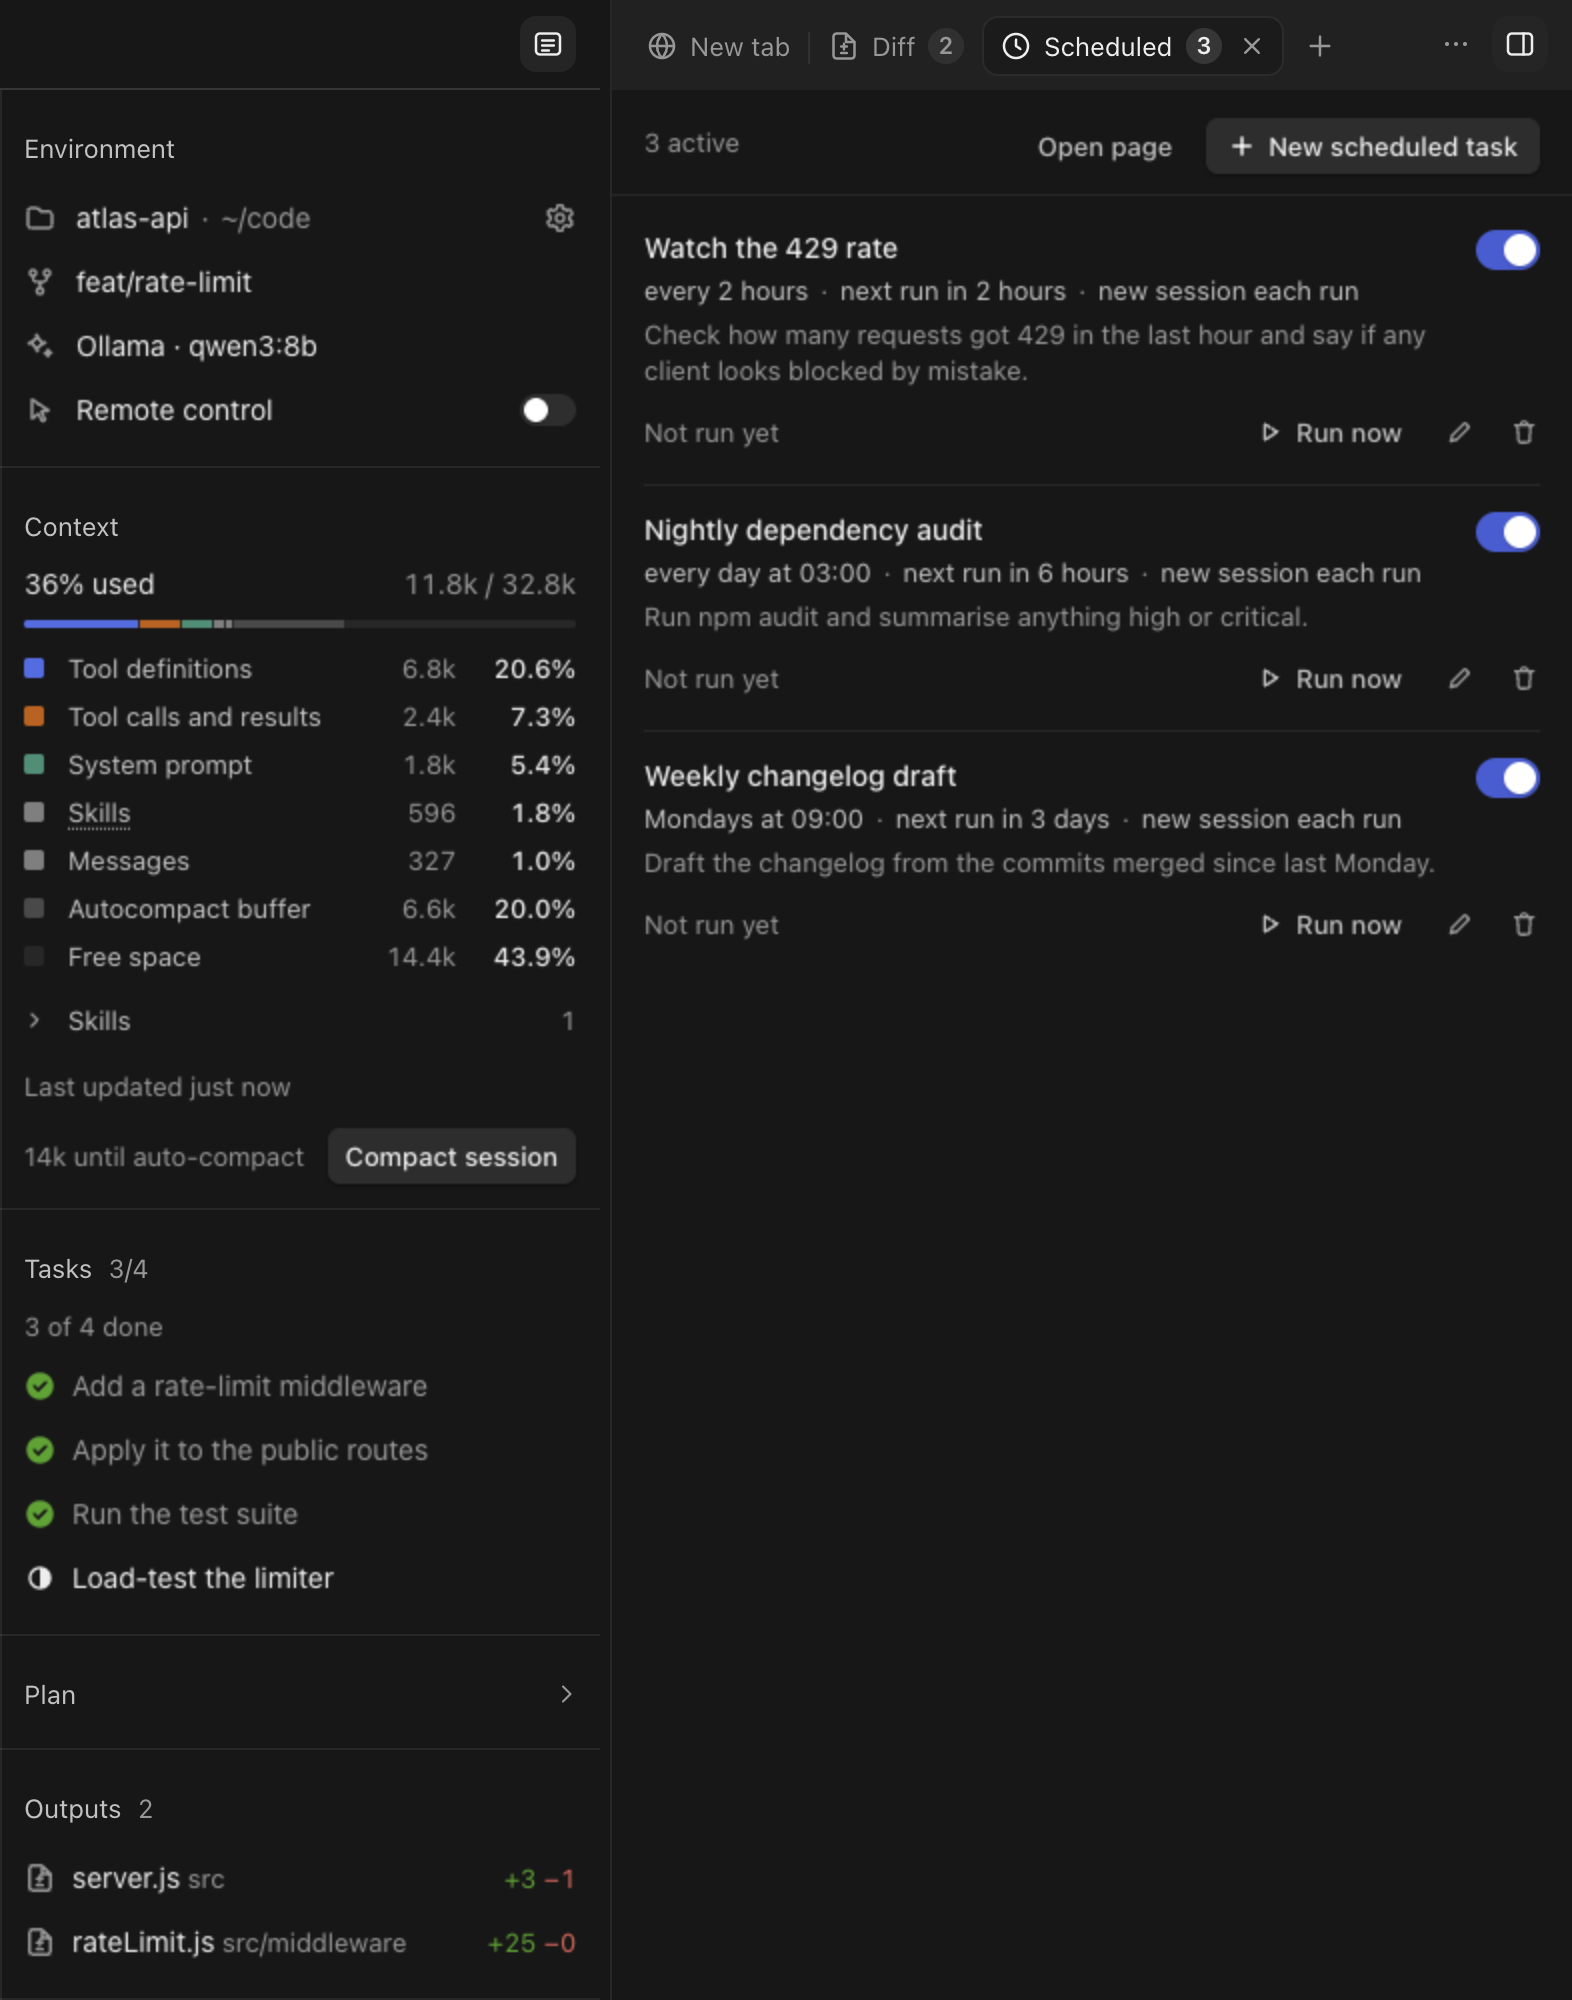 New tab
Diff 2
Scheduled 3
Environment
atlas-api · ~/code
feat/rate-limit
Ollama · qwen3:8b
Remote control
Context
36% used 11.8k / 32.8k
Tool definitions 6.8k 20.6%
Tool calls and results 2.4k 7.3%
System prompt 1.8k 5.4%
Skills 596 1.8%
Messages 327 1.0%
Autocompact buffer 6.6k 20.0%
Free space 14.4k 43.9%
Skills 1
Last updated just now
14k until auto-compact Compact session
Tasks 3/4
3 of 4 done
Add a rate-limit middleware
Apply it to the public routes
Run the test suite
Load-test the limiter
Plan
Outputs 2
server.js src +3 −1
rateLimit.js src/middleware +25 −0
3 active Open page + New scheduled task
Watch the 429 rate
every 2 hours · next run in 2 hours · new session each run
Check how many requests got 429 in the last hour and say if any
client looks blocked by mistake.
Not run yet Run now
Nightly dependency audit
every day at 03:00 · next run in 6 hours · new session each run
Run npm audit and summarise anything high or critical.
Not run yet Run now
Weekly changelog draft
Mondays at 09:00 · next run in 3 days · new session each run
Draft the changelog from the commits merged since last Monday.
Not run yet Run now